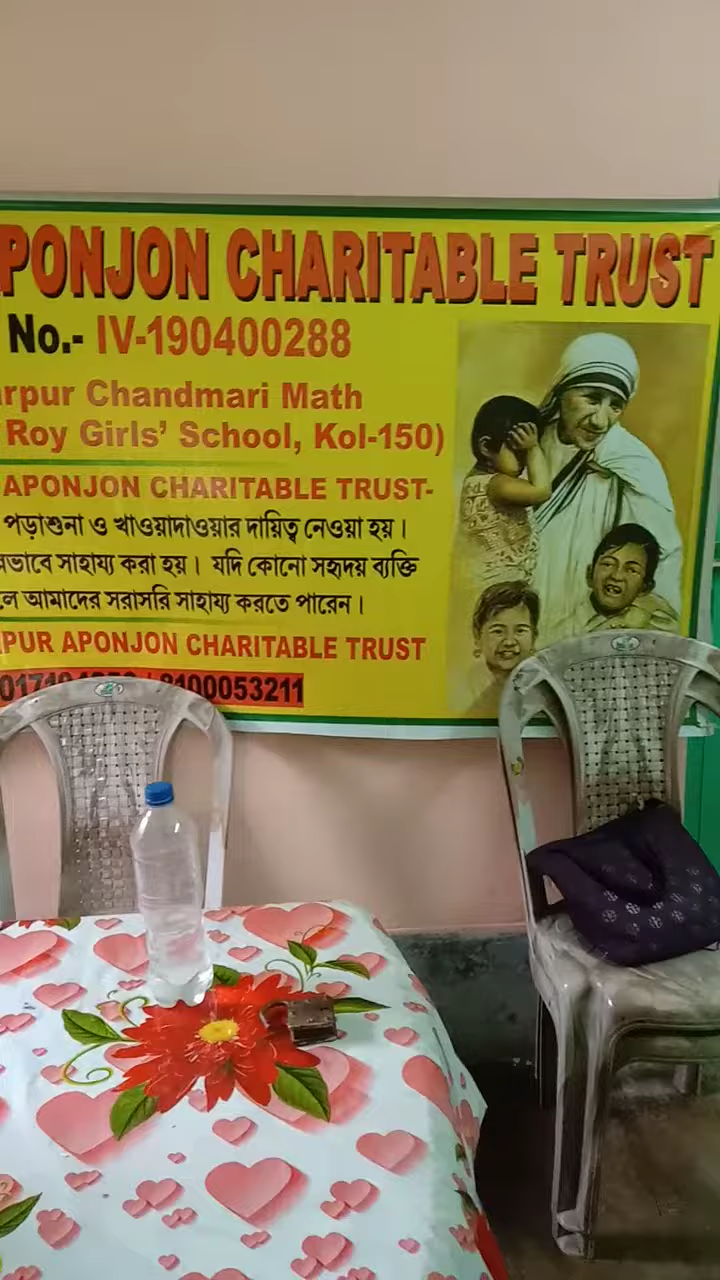 PONJON CHARITABLE TRUST
No.- IV-190400288
rpur Chandmari Math
Roy Girls' School, Kol-150)
APONJON CHARITABLE TRUST-
পড়াশুনা ও খাওয়াদাওয়ার দায়িত্ব নেওয়া হয়।
ভাবে সাহায্য করা হয়। যদি কোনো সহৃদয় ব্যক্তি
লে আমাদের সরাসরি সাহায্য করতে পারেন।
PUR APONJON CHARITABLE TRUST
8100053211